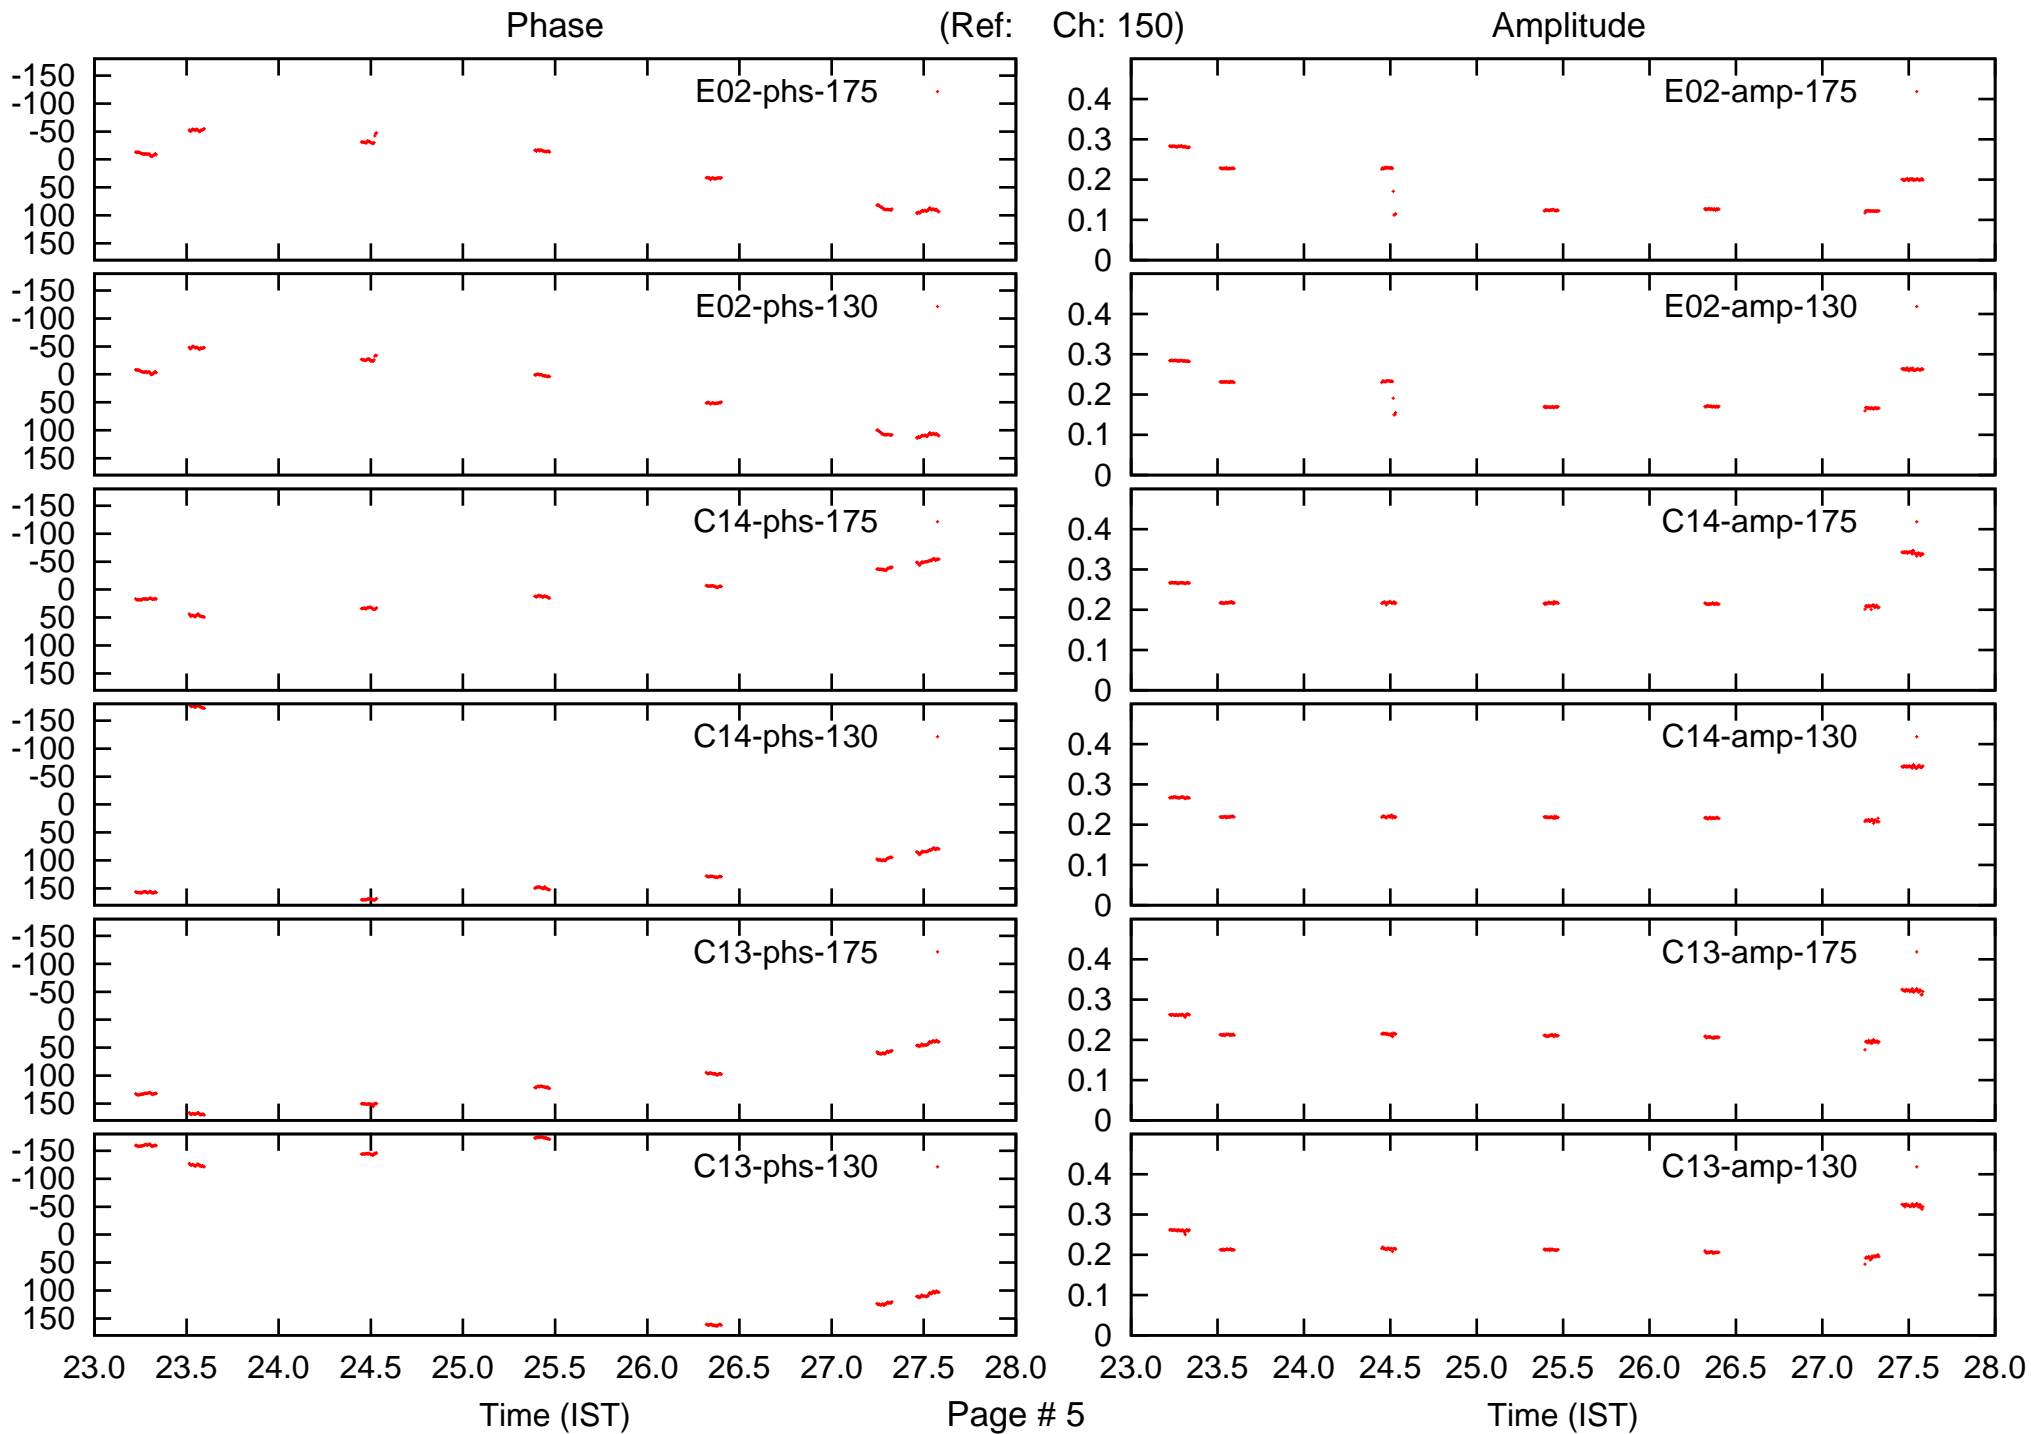 Phase (Ref: Ch: 150) Amplitude
-150 -100 -50 0 50 100 150 E02-phs-175
0.4 0.3 0.2 0.1 0 E02-amp-175
-150 -100 -50 0 50 100 150 E02-phs-130
0.4 0.3 0.2 0.1 0 E02-amp-130
-150 -100 -50 0 50 100 150 C14-phs-175
0.4 0.3 0.2 0.1 0 C14-amp-175
-150 -100 -50 0 50 100 150 C14-phs-130
0.4 0.3 0.2 0.1 0 C14-amp-130
-150 -100 -50 0 50 100 150 C13-phs-175
0.4 0.3 0.2 0.1 0 C13-amp-175
-150 -100 -50 0 50 100 150 C13-phs-130
0.4 0.3 0.2 0.1 0 C13-amp-130
23.0 23.5 24.0 24.5 25.0 25.5 26.0 26.5 27.0 27.5 28.0 23.0 23.5 24.0 24.5 25.0 25.5 26.0 26.5 27.0 27.5 28.0
Time (IST) Page # 5 Time (IST)